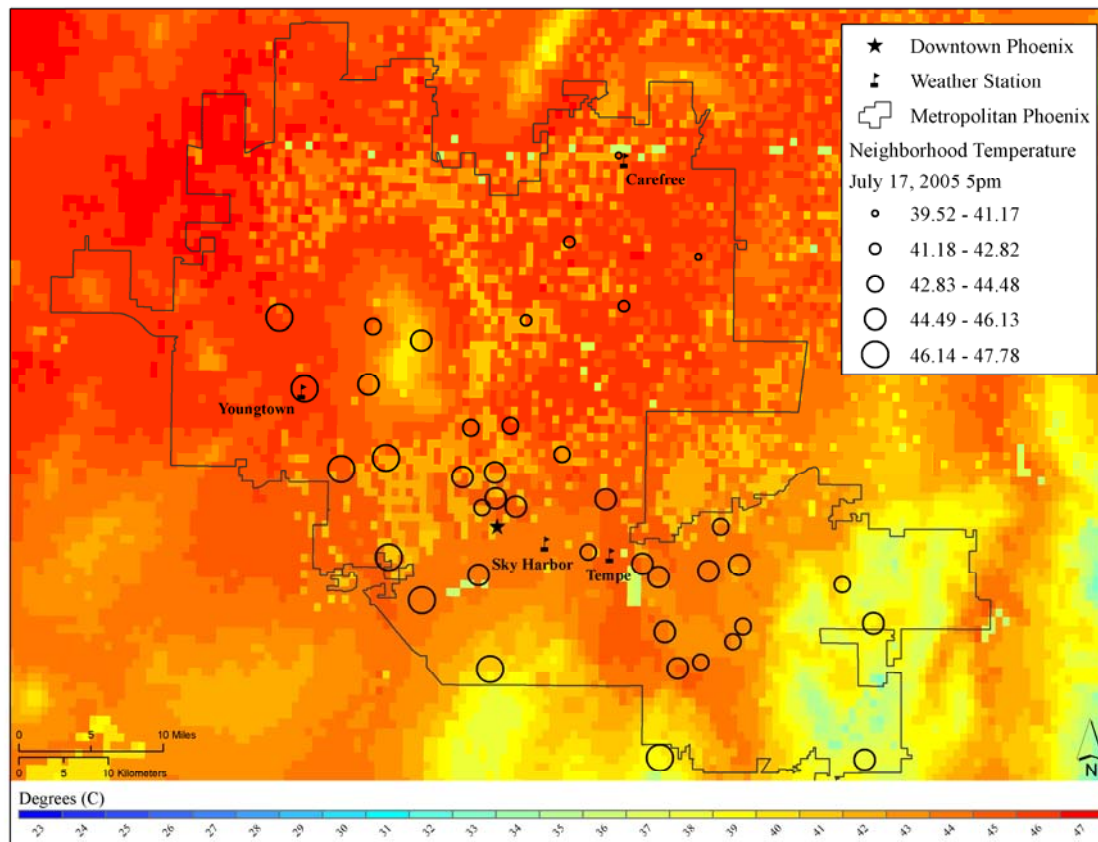 Downtown Phoenix
Weather Station
Metropolitan Phoenix
Neighborhood Temperature
July 17, 2005 5pm
39.52 - 41.17
41.18 - 42.82
42.83 - 44.48
44.49 - 46.13
46.14 - 47.78
Carefree
Youngtown
Sky Harbor
Tempe
0 5 10 Miles
0 5 10 Kilometers
N
Degrees (C)
23 24 26 27 28 29 30 31 32 33 34 35 36 37 38 39 40 41 42 43 44 45 46 47